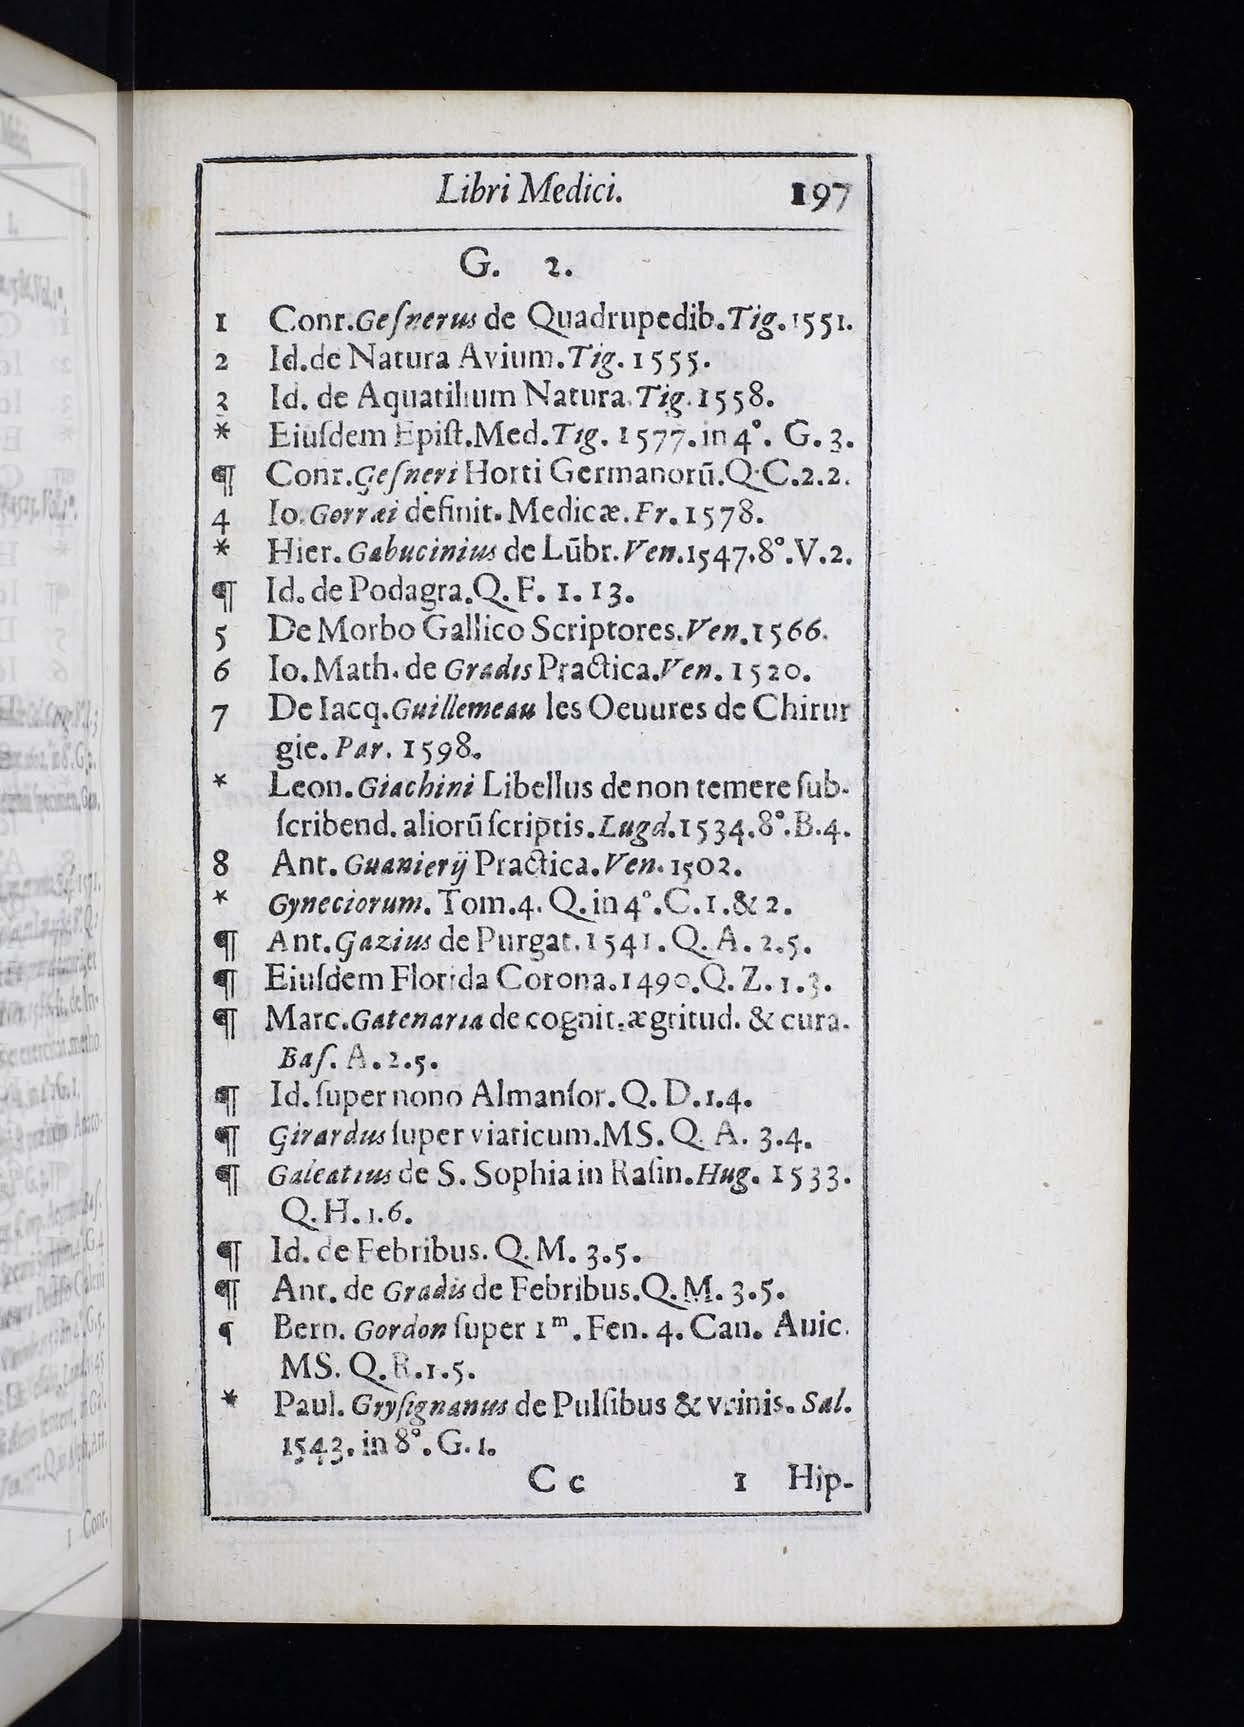 Libri Medici. 197
G. 2.
1 Conr.Geſnerus de Quadrupedib.Tig.1551.
2 Id.de Natura Avium.Tig.1555.
3 Id. de Aquatilium Natura.Tig.1558.
* Eiuſdem Epiſt.Med.Tig. 1577.in 4°. G.3.
¶ Conr.Geſneri Horti Germanorū.Q.C.2.2.
4 Io.Gorræi definit. Medicæ.Fr.1578.
* Hier. Gabucinius de Lūbr.Ven.1547.8°.V.2.
¶ Id.de Podagra.Q.F. 1.13.
5 De Morbo Gallico Scriptores.Ven.1566.
6 Io.Math.de Gradis Practica.Ven. 1520.
7 De Iacq.Guillemeau les Oeuures de Chirur
gie.Par. 1598.
* Leon.Giachini Libellus de non temere ſub-
ſcribend. aliorū ſcriptis.Lugd.1534.8°.B.4.
8 Ant. Guanierij Practica.Ven.1502.
* Gyneciorum. Tom.4. Q.in 4°.C.1.& 2.
¶ Ant.Gazius de Purgat.1541.Q.A.2.5.
¶ Eiuſdem Florida Corona.1490.Q.Z.1.3.
¶ Marc.Gatenaria de cognit.ægritud. & cura.
Baſ. A.2.5.
¶ Id.ſuper nono Almanſor.Q.D.1.4.
¶ Girardus ſuper viaticum.MS.Q.A. 3.4.
¶ Galeatius de S. Sophia in Raſin.Hug. 1533.
Q.H.1.6.
¶ Id. de Febribus. Q.M. 3.5.
¶ Ant. de Gradis de Febribus.Q.M. 3.5.
¶ Bern. Gordon ſuper 1ᵐ.Fen.4.Can. Auic.
MS. Q.R.1.5.
* Paul. Gryſignanus de Pulſibus & vrinis. Sal.
1543.in 8°.G.1.
C c 1 Hip-